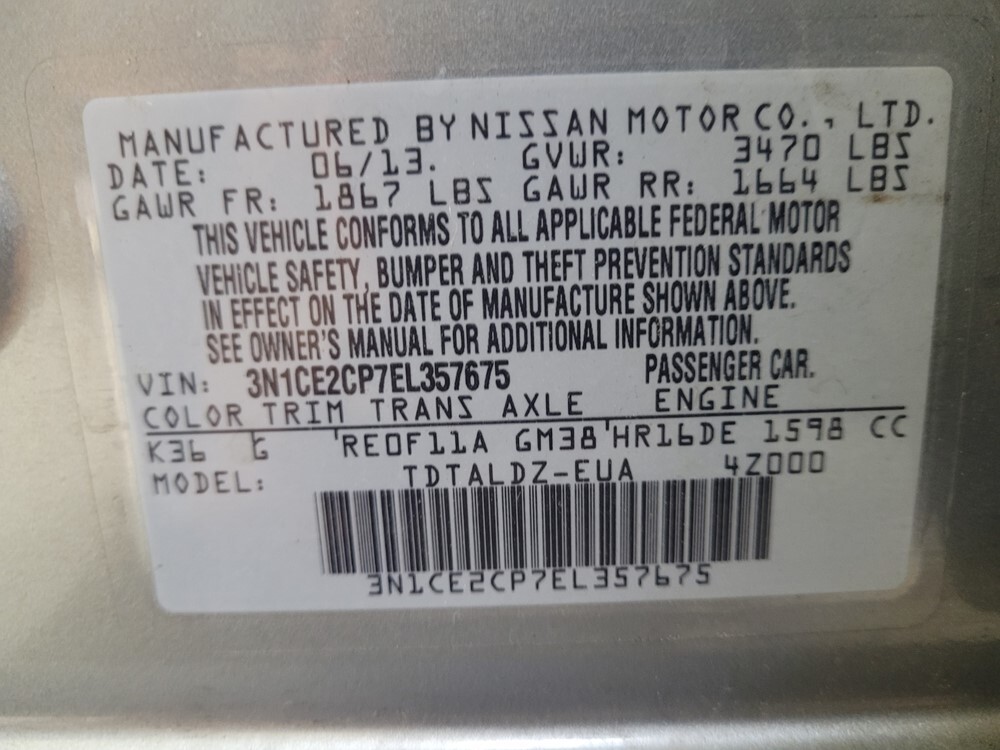 MANUFACTURED BY NISSAN MOTOR CO., LTD.
DATE: 06/13. GVWR: 3470 LBS
GAWR FR: 1867 LBS GAWR RR: 1664 LBS
THIS VEHICLE CONFORMS TO ALL APPLICABLE FEDERAL MOTOR
VEHICLE SAFETY, BUMPER AND THEFT PREVENTION STANDARDS
IN EFFECT ON THE DATE OF MANUFACTURE SHOWN ABOVE.
SEE OWNER'S MANUAL FOR ADDITIONAL INFORMATION.
VIN: 3N1CE2CP7EL357675 PASSENGER CAR.
COLOR TRIM TRANS AXLE ENGINE
K36 G 'RE0F11A GM38'HR16DE 1598 CC
MODEL: TDTALDZ-EUA 4Z000
3N1CE2CP7EL357675